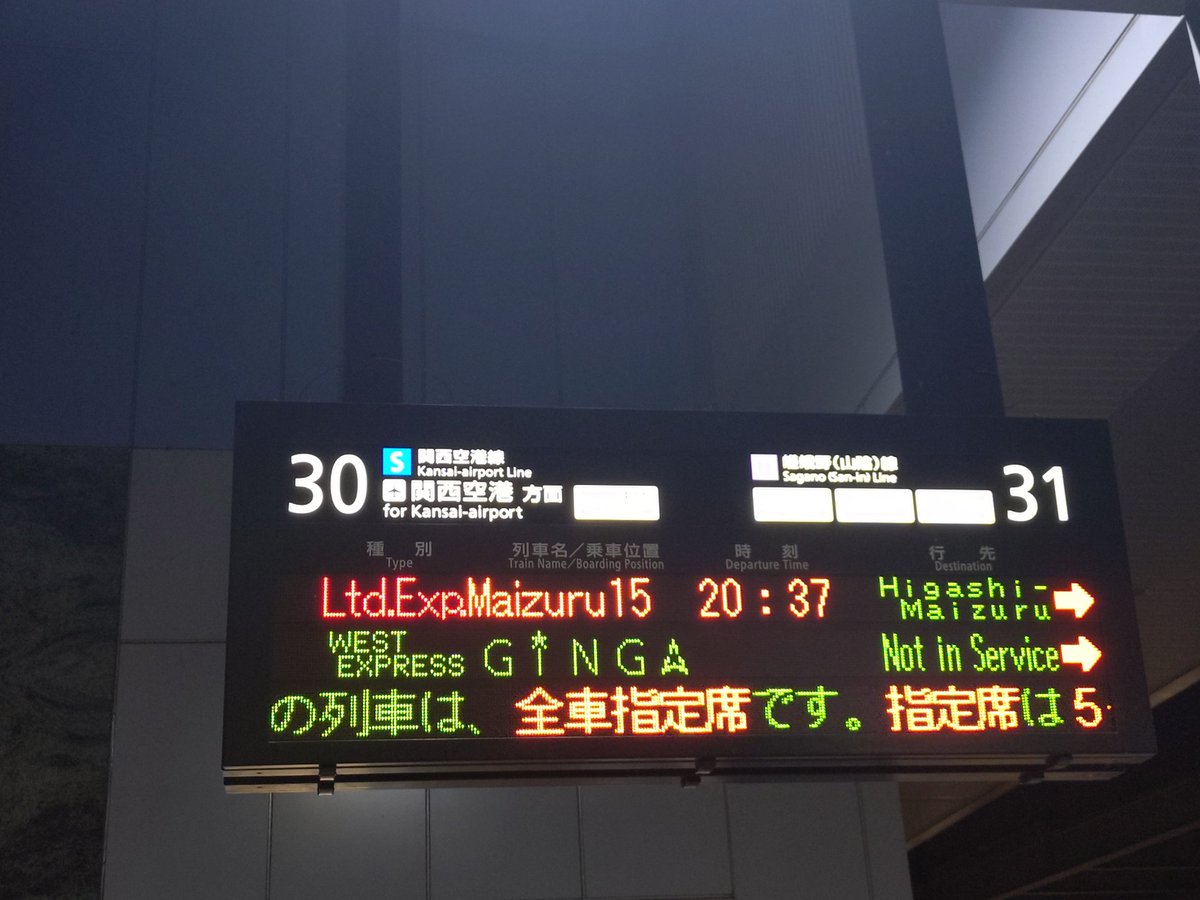 30
S 関西空港線
Kansai-airport Line
関西空港 方面
for Kansai-airport
嵯峨野(山陰)線
Sagano (San-in) Line
31
種別 列車名/乗車位置 時刻 行先
Type Train Name/Boarding Position Departure Time Destination
Ltd.Exp.Maizuru15 20:37 Higashi-Maizuru →
WEST EXPRESS GINGA Not in Service →
の列車は、全車指定席です。指定席は5